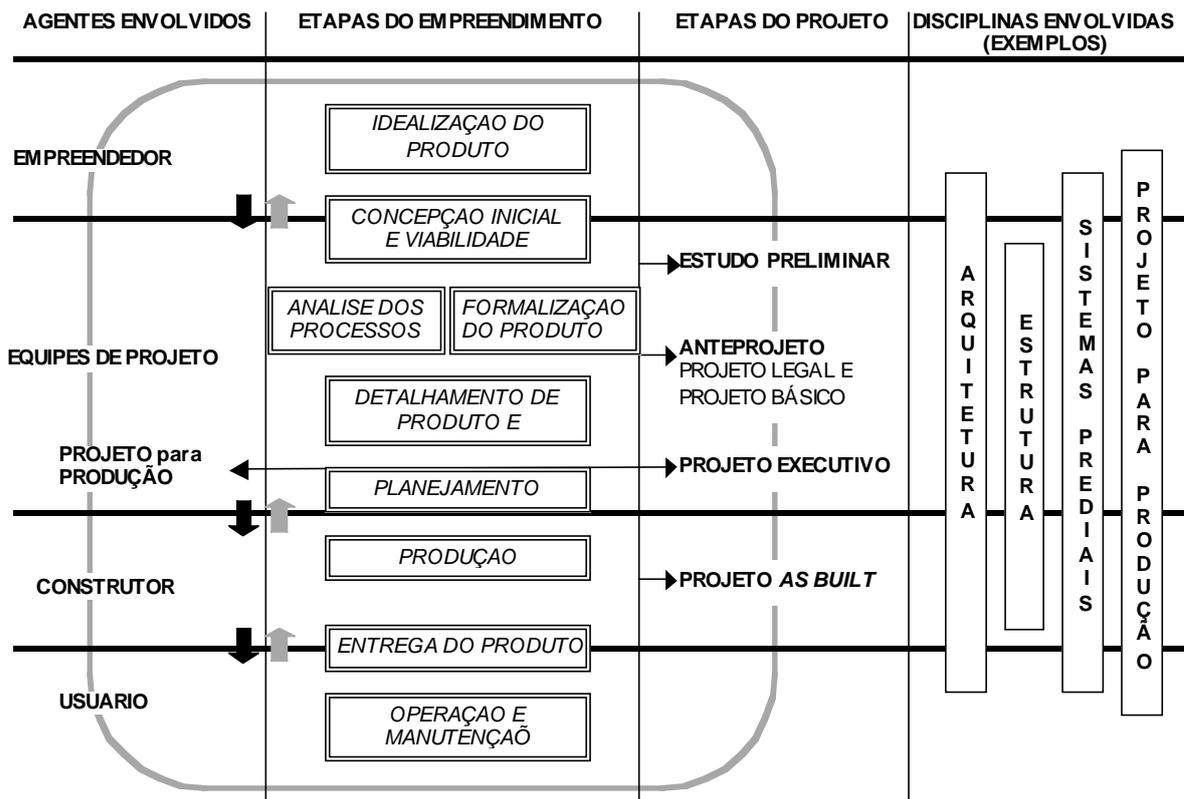 AGENTES ENVOLVIDOS
ETAPAS DO EMPREENDIMENTO
ETAPAS DO PROJETO
DISCIPLINAS ENVOLVIDAS
(EXEMPLOS)
IDEALIZAÇAO DO
PRODUTO
EMPREENDEDOR
CONCEPÇAO INICIAL
E VIABILIDADE
ESTUDO PRELIMINAR
ANALISE DOS
PROCESSOS
FORMALIZAÇAO
DO PRODUTO
EQUIPES DE PROJETO
ANTEPROJETO
PROJETO LEGAL E
PROJETO BÁSICO
DETALHAMENTO DE
PRODUTO E
PROJETO para
PRODUÇÃO
PROJETO EXECUTIVO
PLANEJAMENTO
PRODUÇAO
CONSTRUTOR
PROJETO AS BUILT
ENTREGA DO PRODUTO
USUARIO
OPERAÇAO E
MANUTENÇAÕ
ARQUITETURA
ESTRUTURA
SISTEMAS PREDIAIS
PROJETO PARA PRODUÇÃO